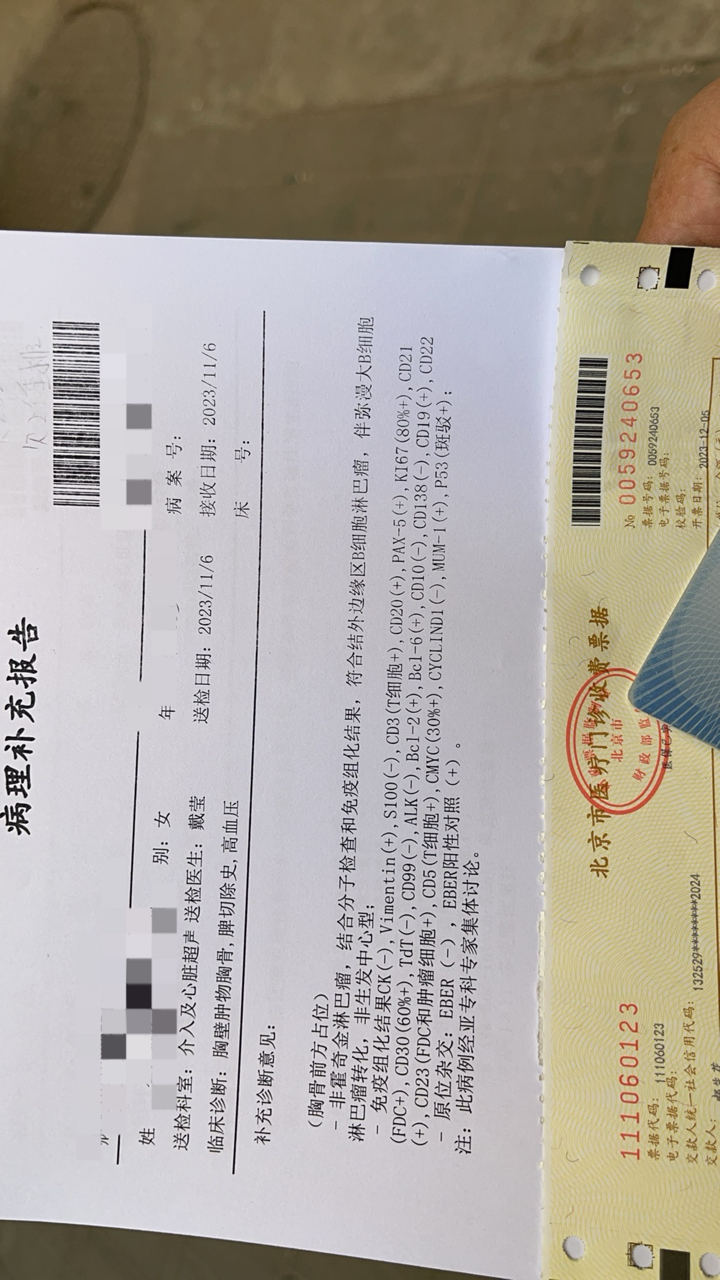 病理补充报告
姓
别: 女
年
病 案 号:
送检科室: 介入及心脏超声 送检医生: 戴莹
送检日期: 2023/11/6
接收日期: 2023/11/6
临床诊断: 胸壁肿物胸骨,脾切除史,高血压
床 号:
补充诊断意见:
(胸骨前方占位)
- 非霍奇金淋巴瘤, 结合分子检查和免疫组化结果, 符合结外边缘区B细胞淋巴瘤, 伴弥漫大B细胞
淋巴瘤转化, 非生发中心型;
- 免疫组化结果CK(-), Vimentin(+), S100(-), CD3(T细胞+), CD20(+), PAX-5(+), KI67(80%+), CD21
(FDC+), CD30(60%+), TdT(-), CD99(-), ALK(-), Bcl-2(+), Bcl-6(+), CD10(-), CD138(-), CD19(+), CD22
(+), CD23(FDC和肿瘤细胞+), CD5(T细胞+), CMYC(30%+), CYCLIND1(-), MUM-1(+), P53(斑驳+);
- 原位杂交: EBER(-), EBER阳性对照(+)。
注: 此病例经亚专科专家集体讨论。
北京市医疗门诊收费票据
北京市
财政部监
111060123
№ 0059240653
票据代码: 111060123
票据号码: 0059240653
电子票据代码:
电子票据号码:
交款人统一社会信用代码: 132529********2024
校验码:
交款人:
开票日期: 2023-12-05